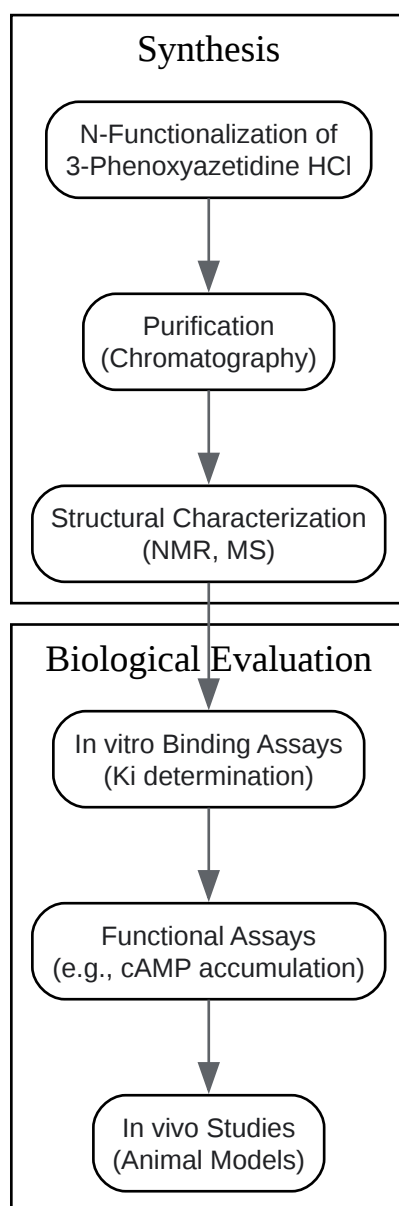 Synthesis
N-Functionalization of
3-Phenoxyazetidine HCl
Purification
(Chromatography)
Structural Characterization
(NMR, MS)
Biological Evaluation
In vitro Binding Assays
(Ki determination)
Functional Assays
(e.g., cAMP accumulation)
In vivo Studies
(Animal Models)